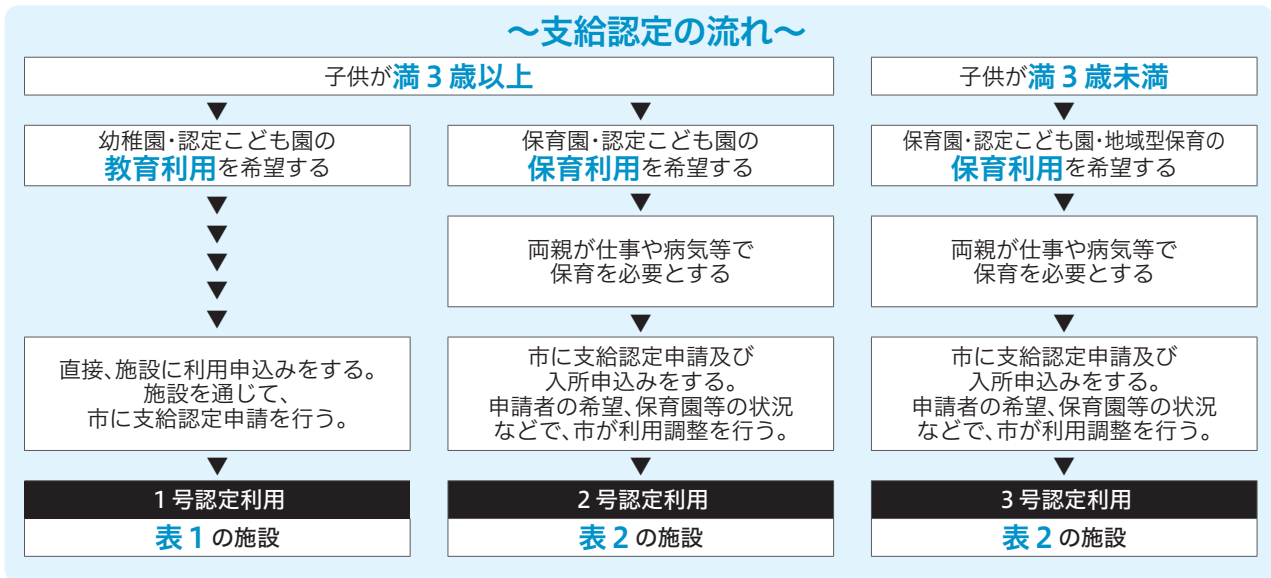 ～支給認定の流れ～
子供が満３歳以上
子供が満３歳未満
▼
▼
▼
幼稚園・認定こども園の
教育利用を希望する
保育園・認定こども園の
保育利用を希望する
保育園・認定こども園・地域型保育の
保育利用を希望する
▼
▼
▼
▼
▼
▼
▼
両親が仕事や病気等で
保育を必要とする
両親が仕事や病気等で
保育を必要とする
▼
▼
直接、施設に利用申込みをする。
施設を通じて、
市に支給認定申請を行う。
市に支給認定申請及び
入所申込みをする。
申請者の希望、保育園等の状況
などで、市が利用調整を行う。
市に支給認定申請及び
入所申込みをする。
申請者の希望、保育園等の状況
などで、市が利用調整を行う。
▼
▼
▼
１号認定利用
表１の施設
２号認定利用
表２の施設
３号認定利用
表２の施設